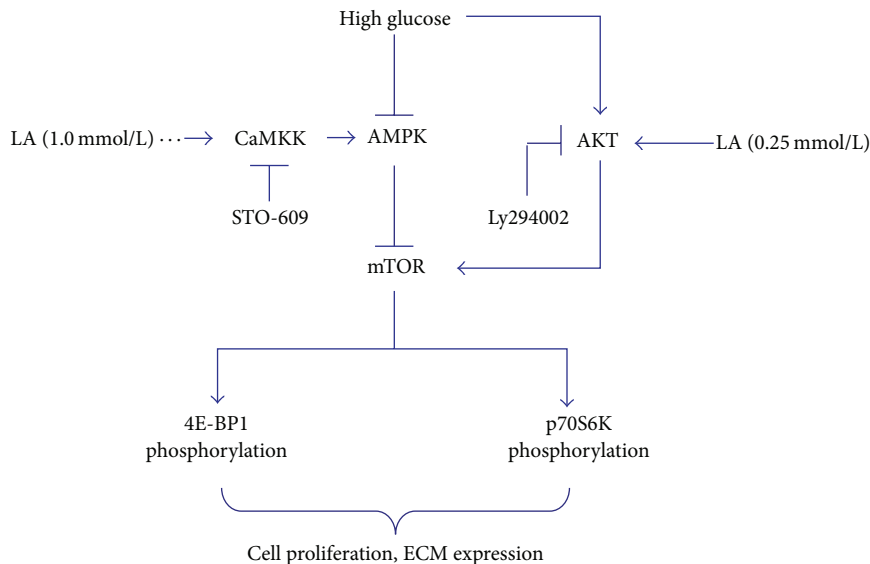 High glucose
LA (1.0 mmol/L) ···
CaMKK
AMPK
AKT
LA (0.25 mmol/L)
STO-609
Ly294002
mTOR
4E-BP1
phosphorylation
p70S6K
phosphorylation
Cell proliferation, ECM expression